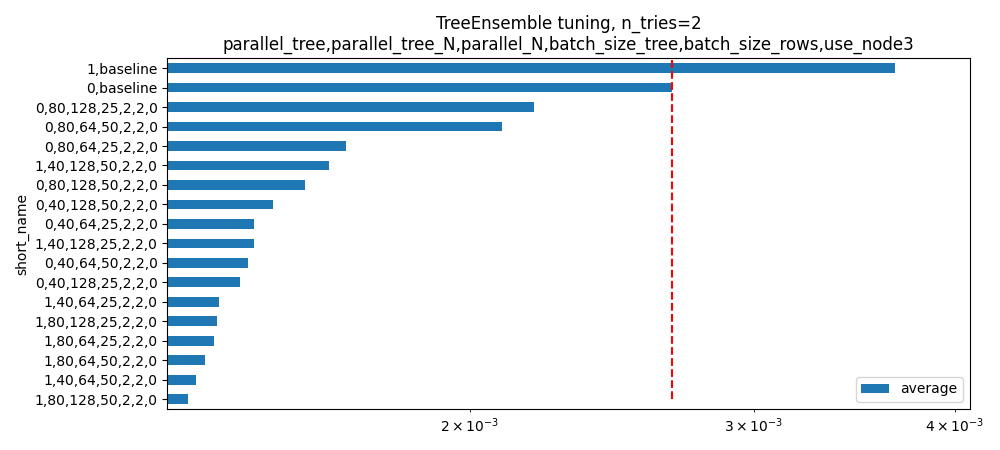 TreeEnsemble tuning, n_tries=2
parallel_tree,parallel_tree_N,parallel_N,batch_size_tree,batch_size_rows,use_node3
1,baseline
0,baseline
0,80,128,25,2,2,0
0,80,64,50,2,2,0
0,80,64,25,2,2,0
1,40,128,50,2,2,0
0,80,128,50,2,2,0
0,40,128,50,2,2,0
0,40,64,25,2,2,0
1,40,128,25,2,2,0
0,40,64,50,2,2,0
0,40,128,25,2,2,0
1,40,64,25,2,2,0
1,80,128,25,2,2,0
1,80,64,25,2,2,0
1,80,64,50,2,2,0
1,40,64,50,2,2,0
1,80,128,50,2,2,0
short_name
average
2 × 10⁻³
3 × 10⁻³
4 × 10⁻³